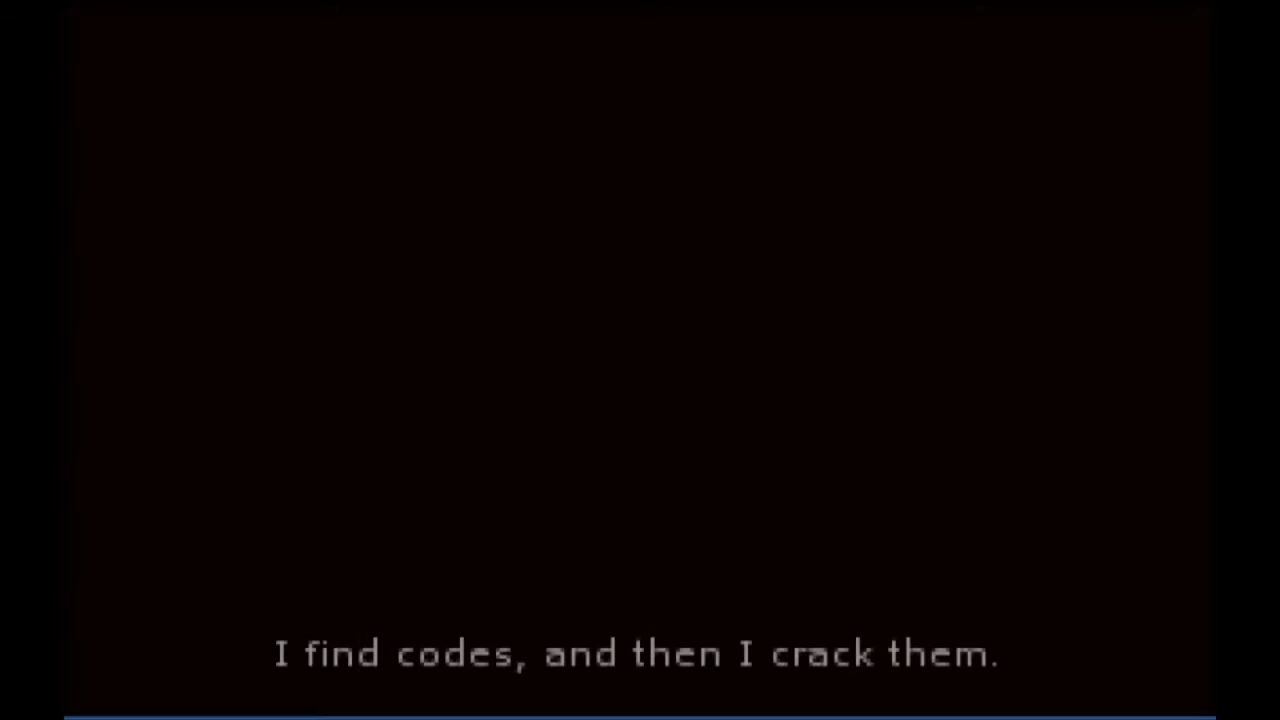 I find codes, and then I crack them.